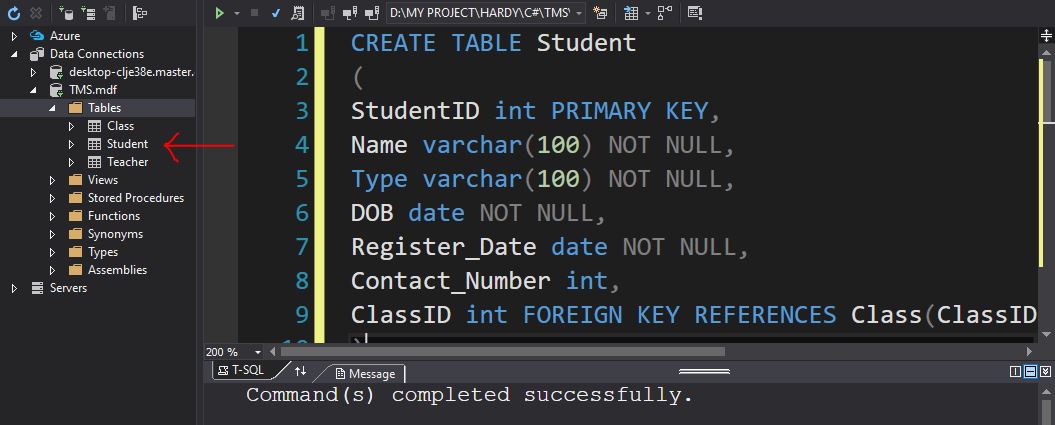 D:\MY PROJECT\HARDY\C#\TMS\
Azure
Data Connections
desktop-clje38e.master.
TMS.mdf
Tables
Class
Student
Teacher
Views
Stored Procedures
Functions
Synonyms
Types
Assemblies
Servers
1 CREATE TABLE Student
2 (
3 StudentID int PRIMARY KEY,
4 Name varchar(100) NOT NULL,
5 Type varchar(100) NOT NULL,
6 DOB date NOT NULL,
7 Register_Date date NOT NULL,
8 Contact_Number int,
9 ClassID int FOREIGN KEY REFERENCES Class(ClassID
10 )
200 %
T-SQL
Message
Command(s) completed successfully.